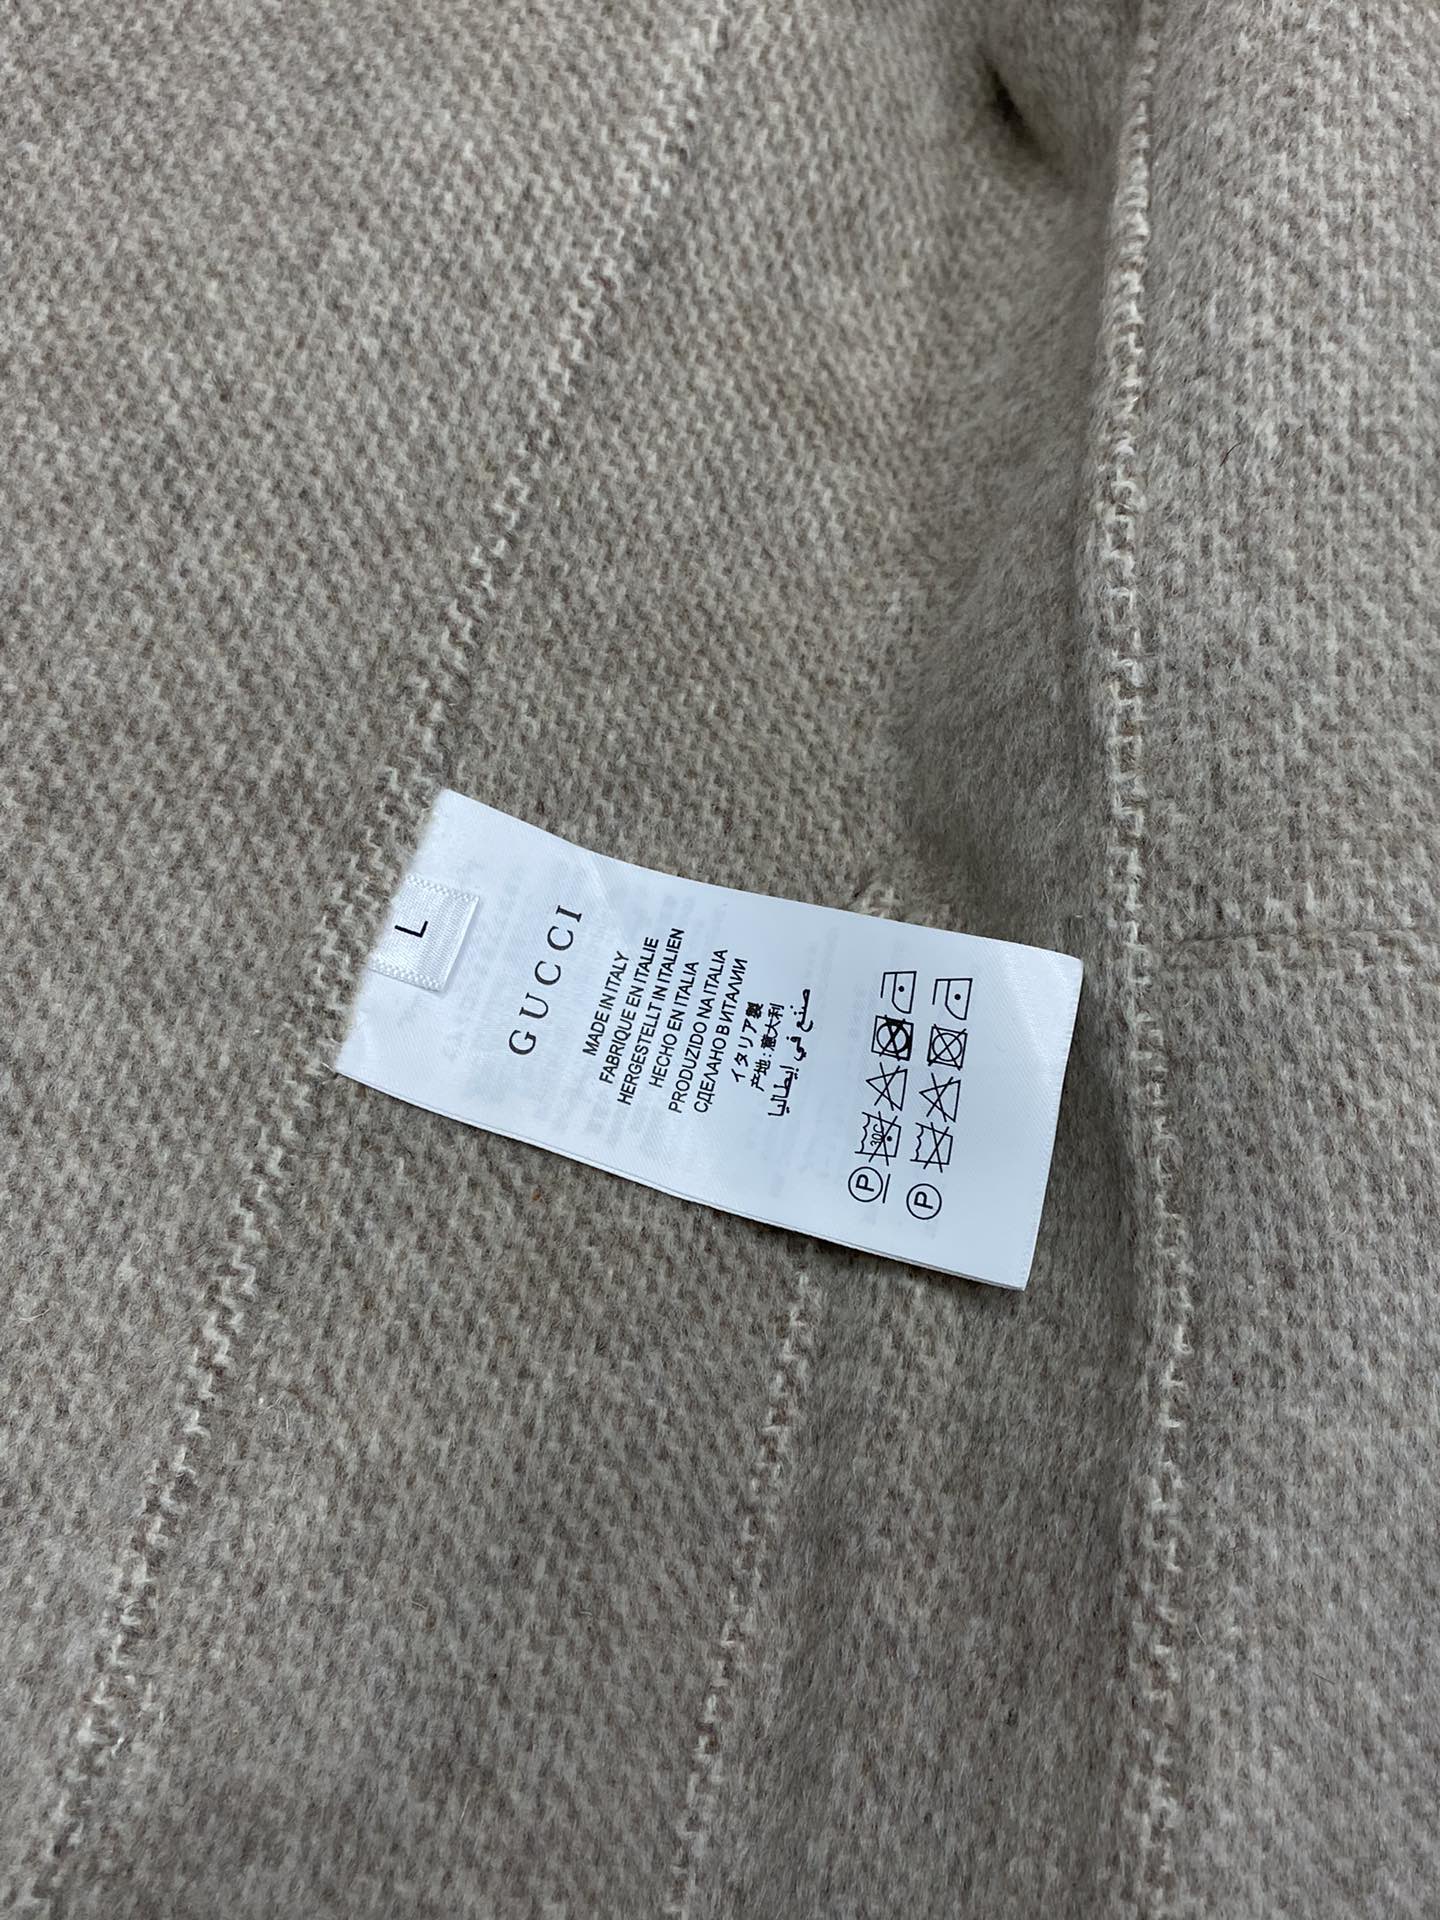 L
GUCCI
MADE IN ITALY
FABRIQUE EN ITALIE
HERGESTELLT IN ITALIEN
HECHO EN ITALIA
PRODUZIDO NA ITALIA
СДЕЛАНО В ИТАЛИИ
イタリア製
产地:意大利
صنع في إيطاليا
30C
P
P